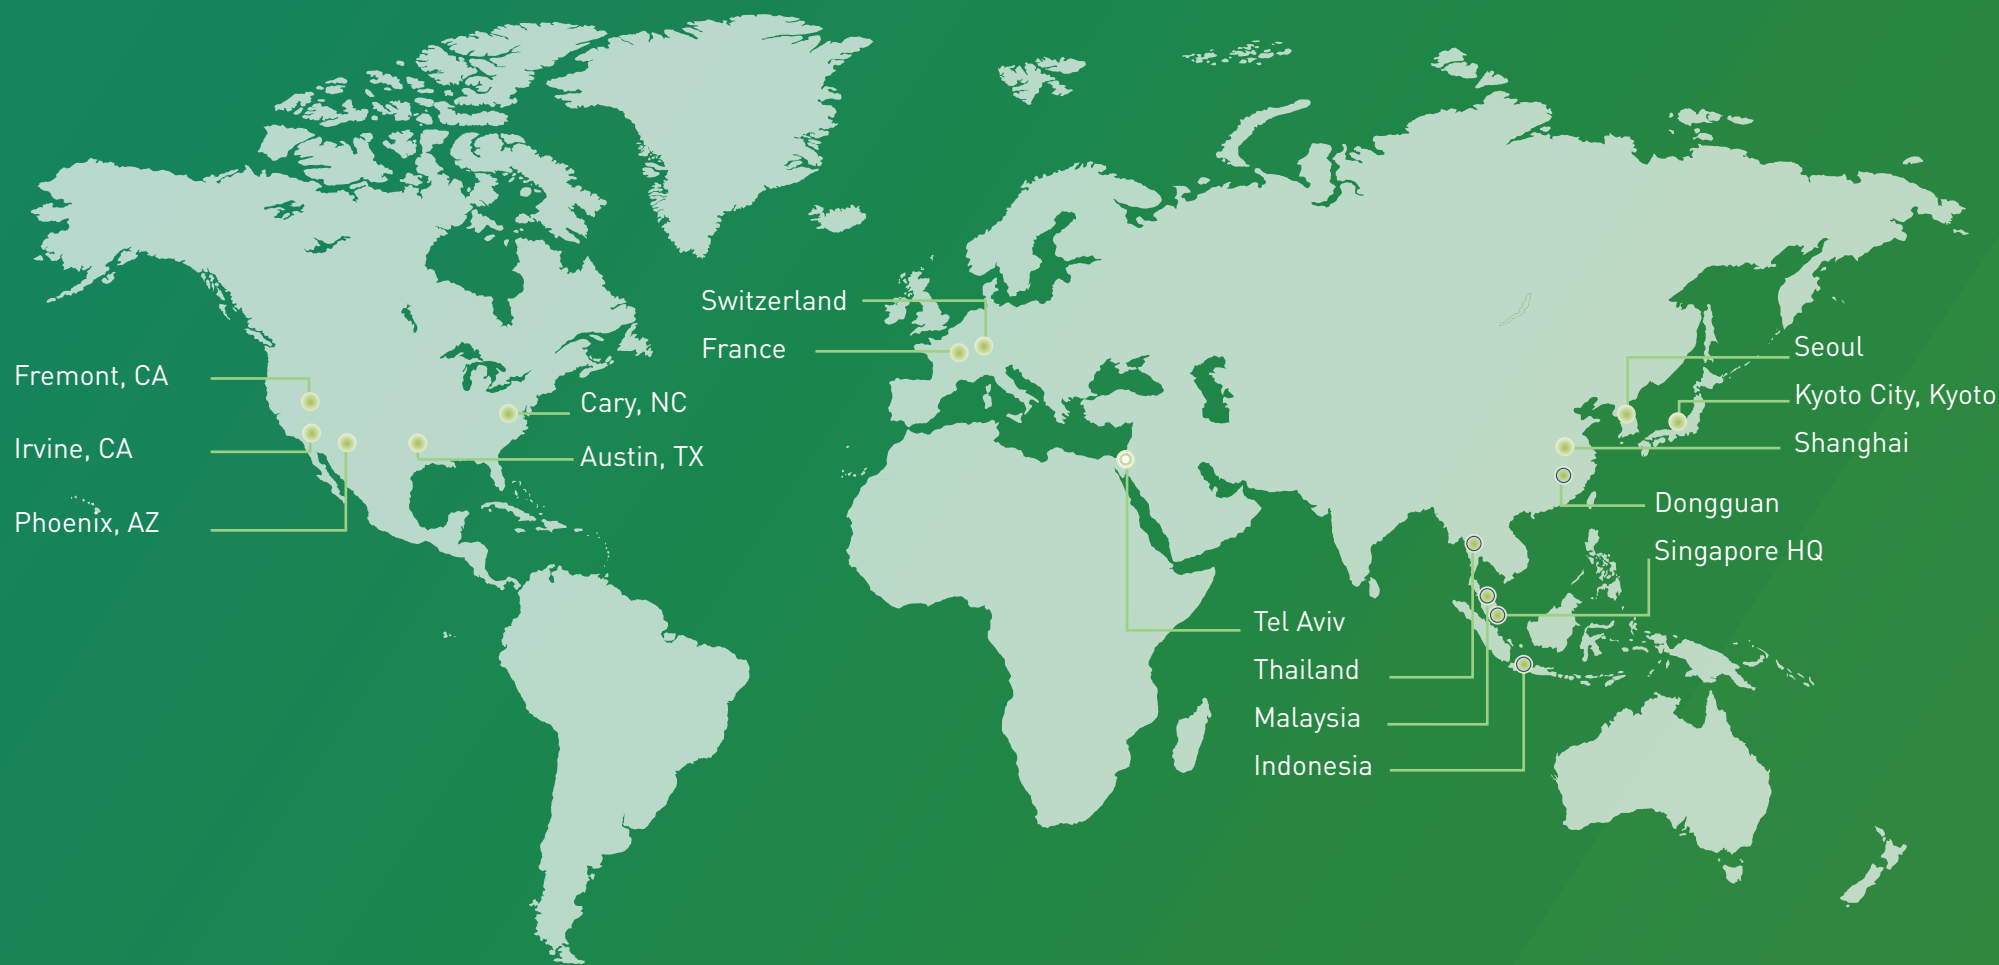 Fremont, CA
Irvine, CA
Phoenix, AZ
Cary, NC
Austin, TX
Switzerland
France
Tel Aviv
Thailand
Malaysia
Indonesia
Seoul
Kyoto City, Kyoto
Shanghai
Dongguan
Singapore HQ